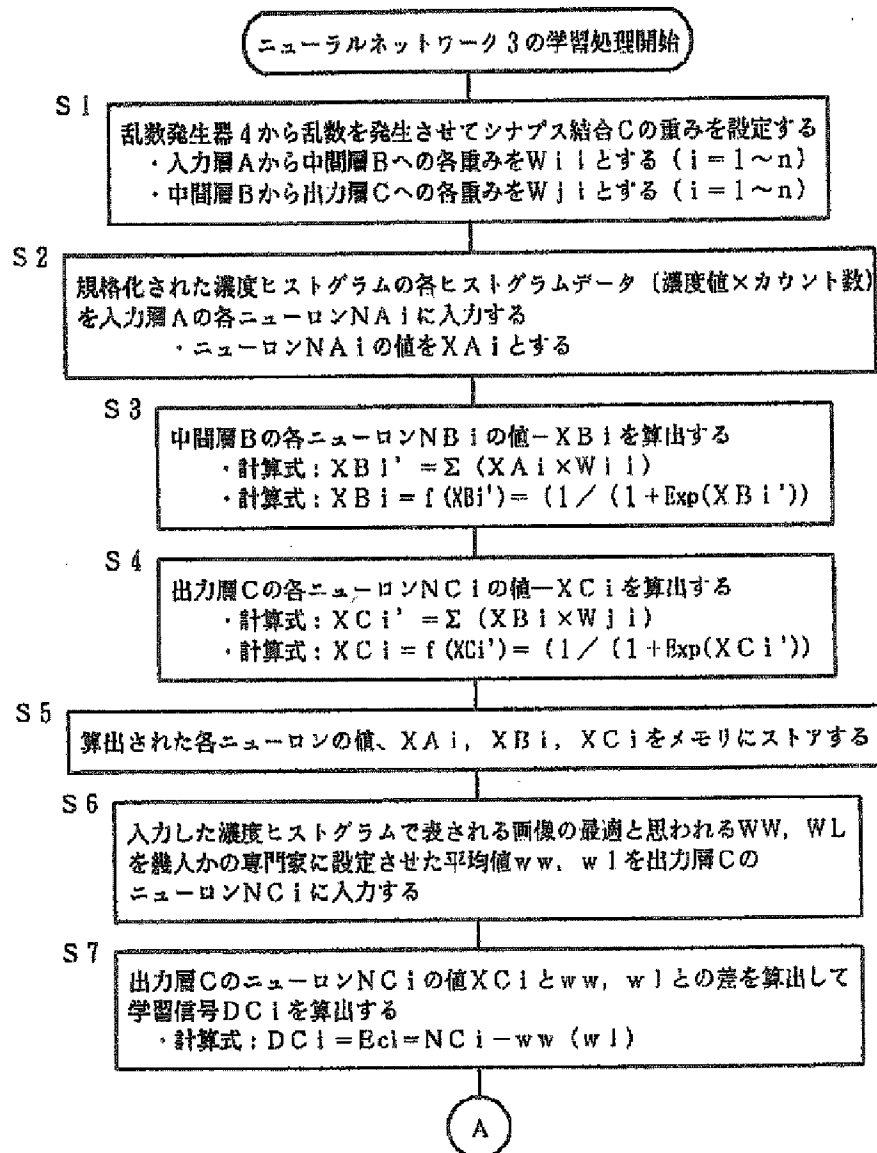 ニューラルネットワーク3の学習処理開始
S1
乱数発生器4から乱数を発生させてシナプス結合Cの重みを設定する
・入力層Aから中間層Bへの各重みをWiiとする(i=1~n)
・中間層Bから出力層Cへの各重みをWjiとする(i=1~n)
S2
規格化された濃度ヒストグラムの各ヒストグラムデータ(濃度値×カウント数)
を入力層Aの各ニューロンNAiに入力する
・ニューロンNAiの値をXAiとする
S3
中間層Bの各ニューロンNBiの値-XBiを算出する
・計算式:XBi'=Σ(XAi×Wii)
・計算式:XBi=f(XBi')=(1/(1+Exp(XBi'))
S4
出力層Cの各ニューロンNCiの値-XCiを算出する
・計算式:XCi'=Σ(XBi×Wji)
・計算式:XCi=f(XCi')=(1/(1+Exp(XCi'))
S5
算出された各ニューロンの値、XAi,XBi,XCiをメモリにストアする
S6
入力した濃度ヒストグラムで表される画像の最適と思われるWW,WL
を幾人かの専門家に設定させた平均値ww,wlを出力層Cの
ニューロンNCiに入力する
S7
出力層CのニューロンNCiの値XCiとww,wlとの差を算出して
学習信号DCiを算出する
・計算式:DCi=Eci=NCi-ww(wl)
A